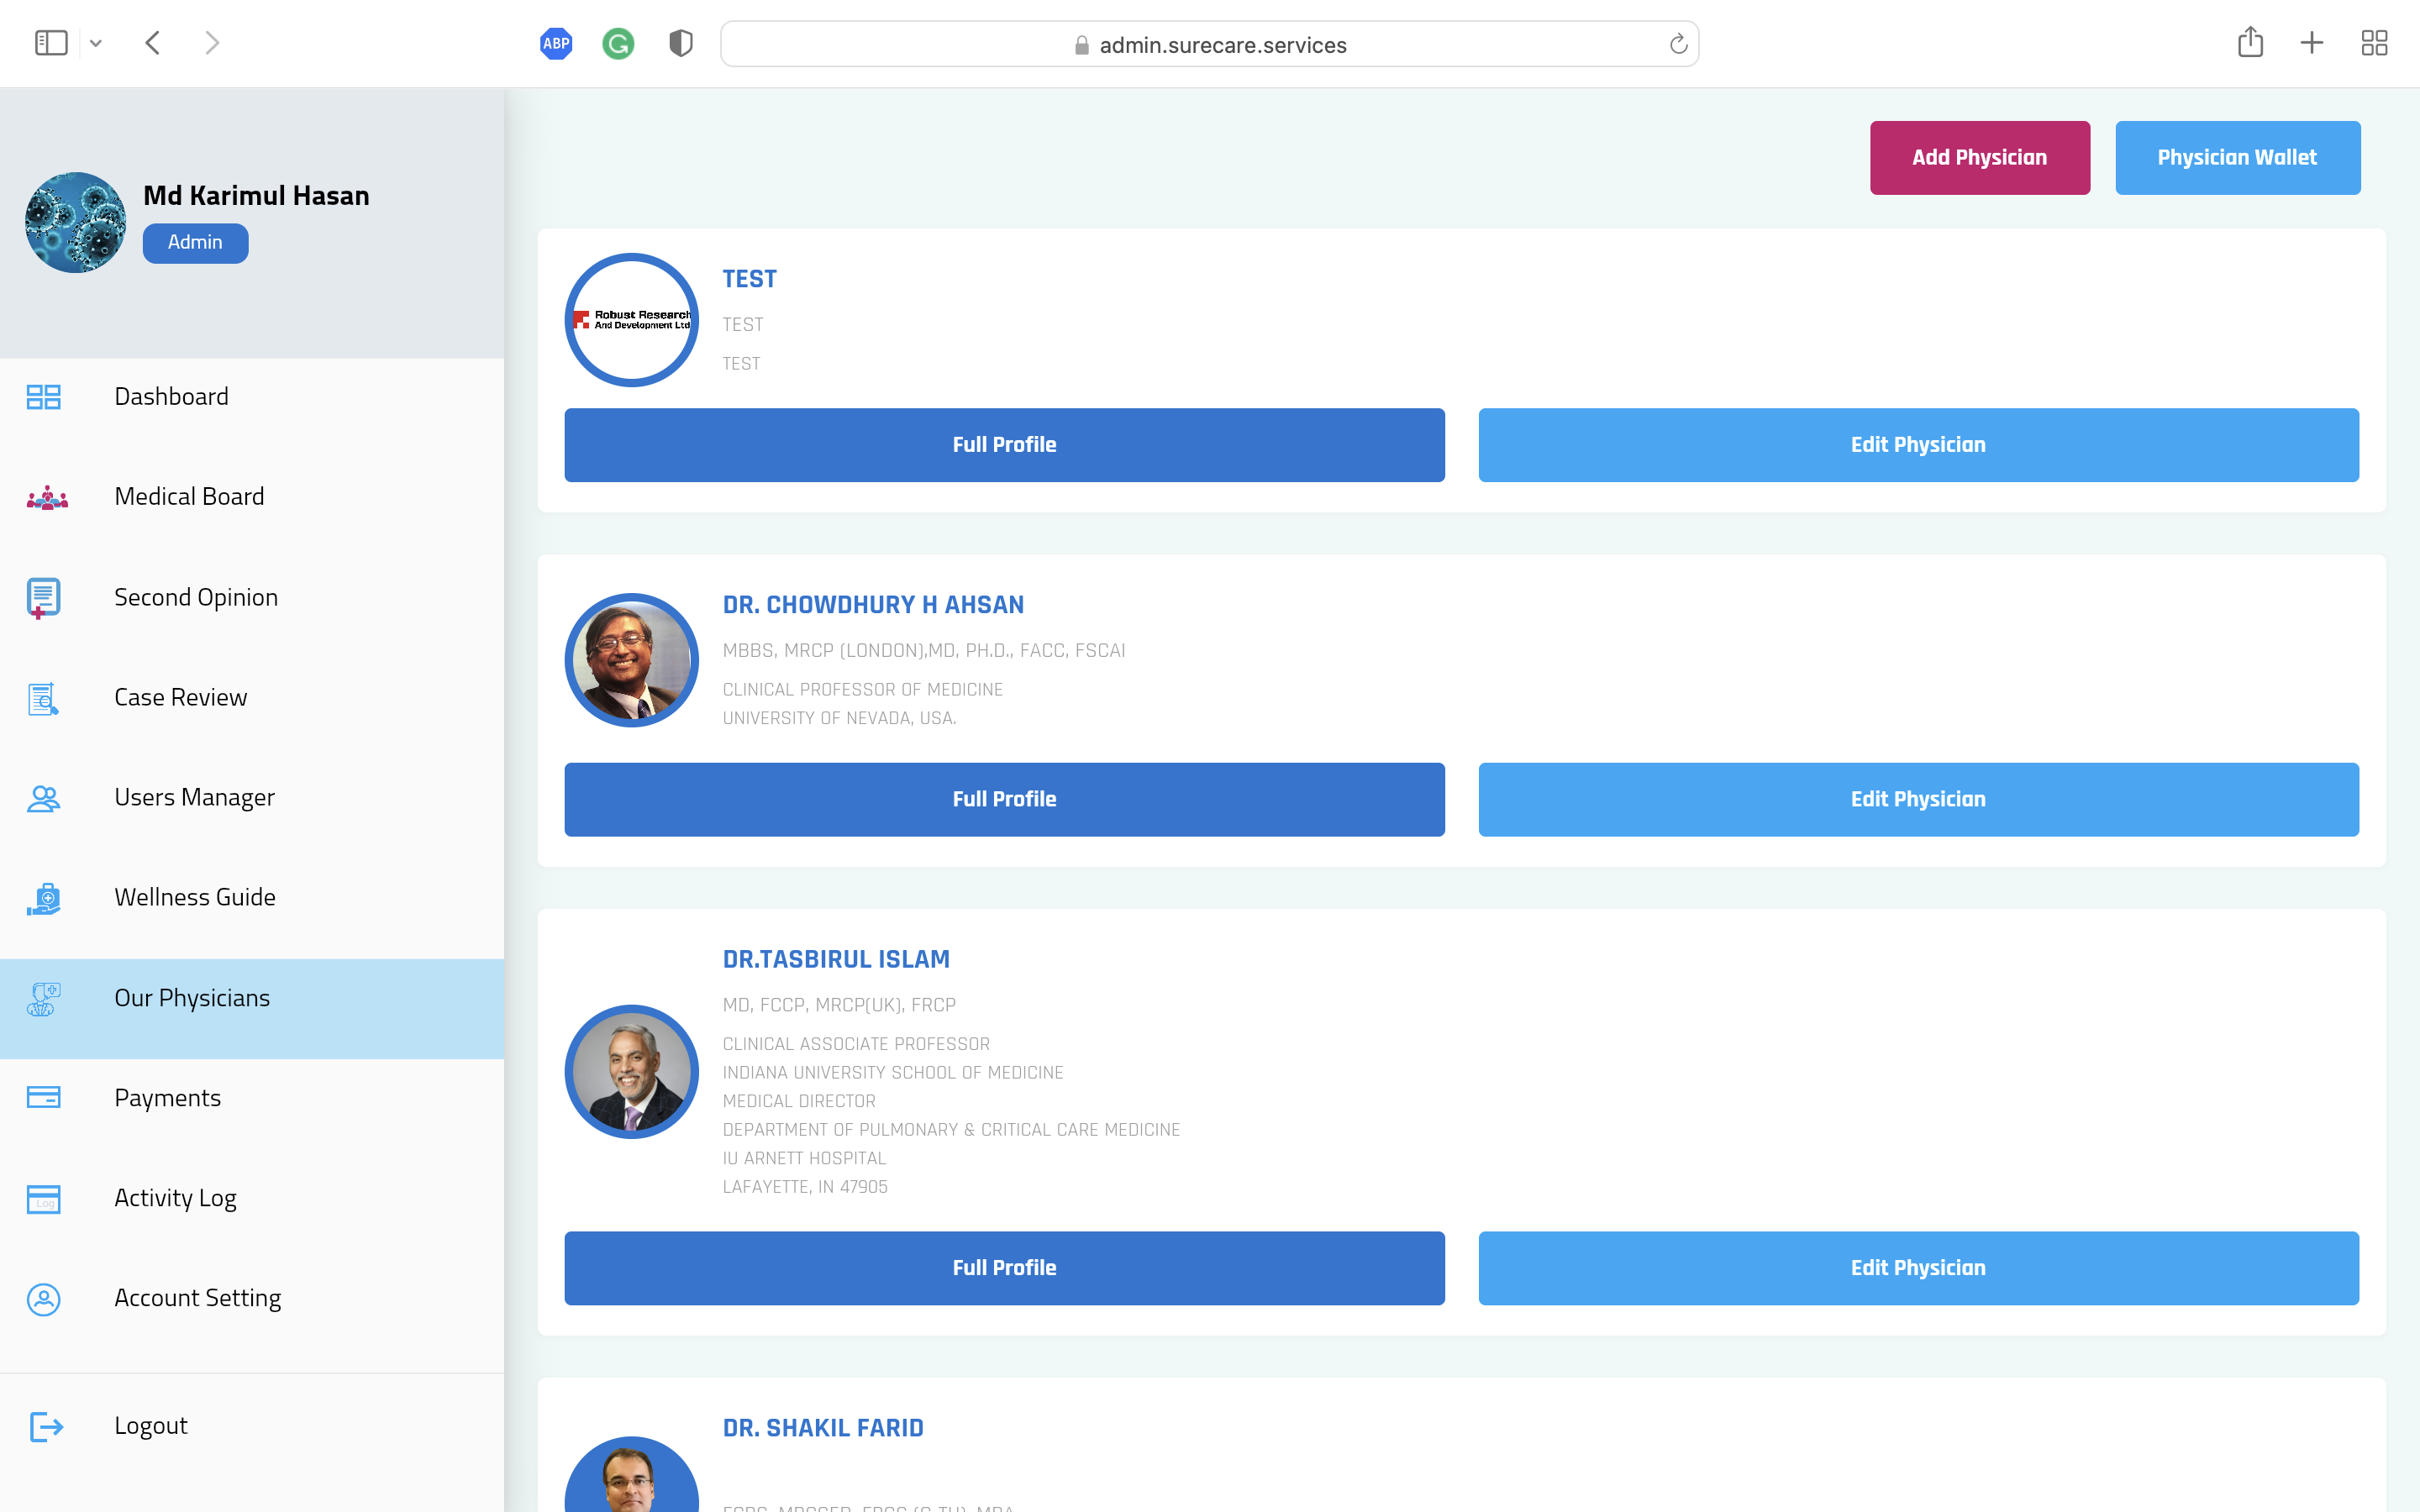 ABP
admin.surecare.services
Md Karimul Hasan
Admin
Dashboard
Medical Board
Second Opinion
Case Review
Users Manager
Wellness Guide
Our Physicians
Payments
Log
Activity Log
Account Setting
Logout
Add Physician
Physician Wallet
Robust Research
And Development Ltd
TEST
TEST
TEST
Full Profile
Edit Physician
DR. CHOWDHURY H AHSAN
MBBS, MRCP (LONDON),MD, PH.D., FACC, FSCAI
CLINICAL PROFESSOR OF MEDICINE
UNIVERSITY OF NEVADA, USA.
Full Profile
Edit Physician
DR.TASBIRUL ISLAM
MD, FCCP, MRCP(UK), FRCP
CLINICAL ASSOCIATE PROFESSOR
INDIANA UNIVERSITY SCHOOL OF MEDICINE
MEDICAL DIRECTOR
DEPARTMENT OF PULMONARY & CRITICAL CARE MEDICINE
IU ARNETT HOSPITAL
LAFAYETTE, IN 47905
Full Profile
Edit Physician
DR. SHAKIL FARID